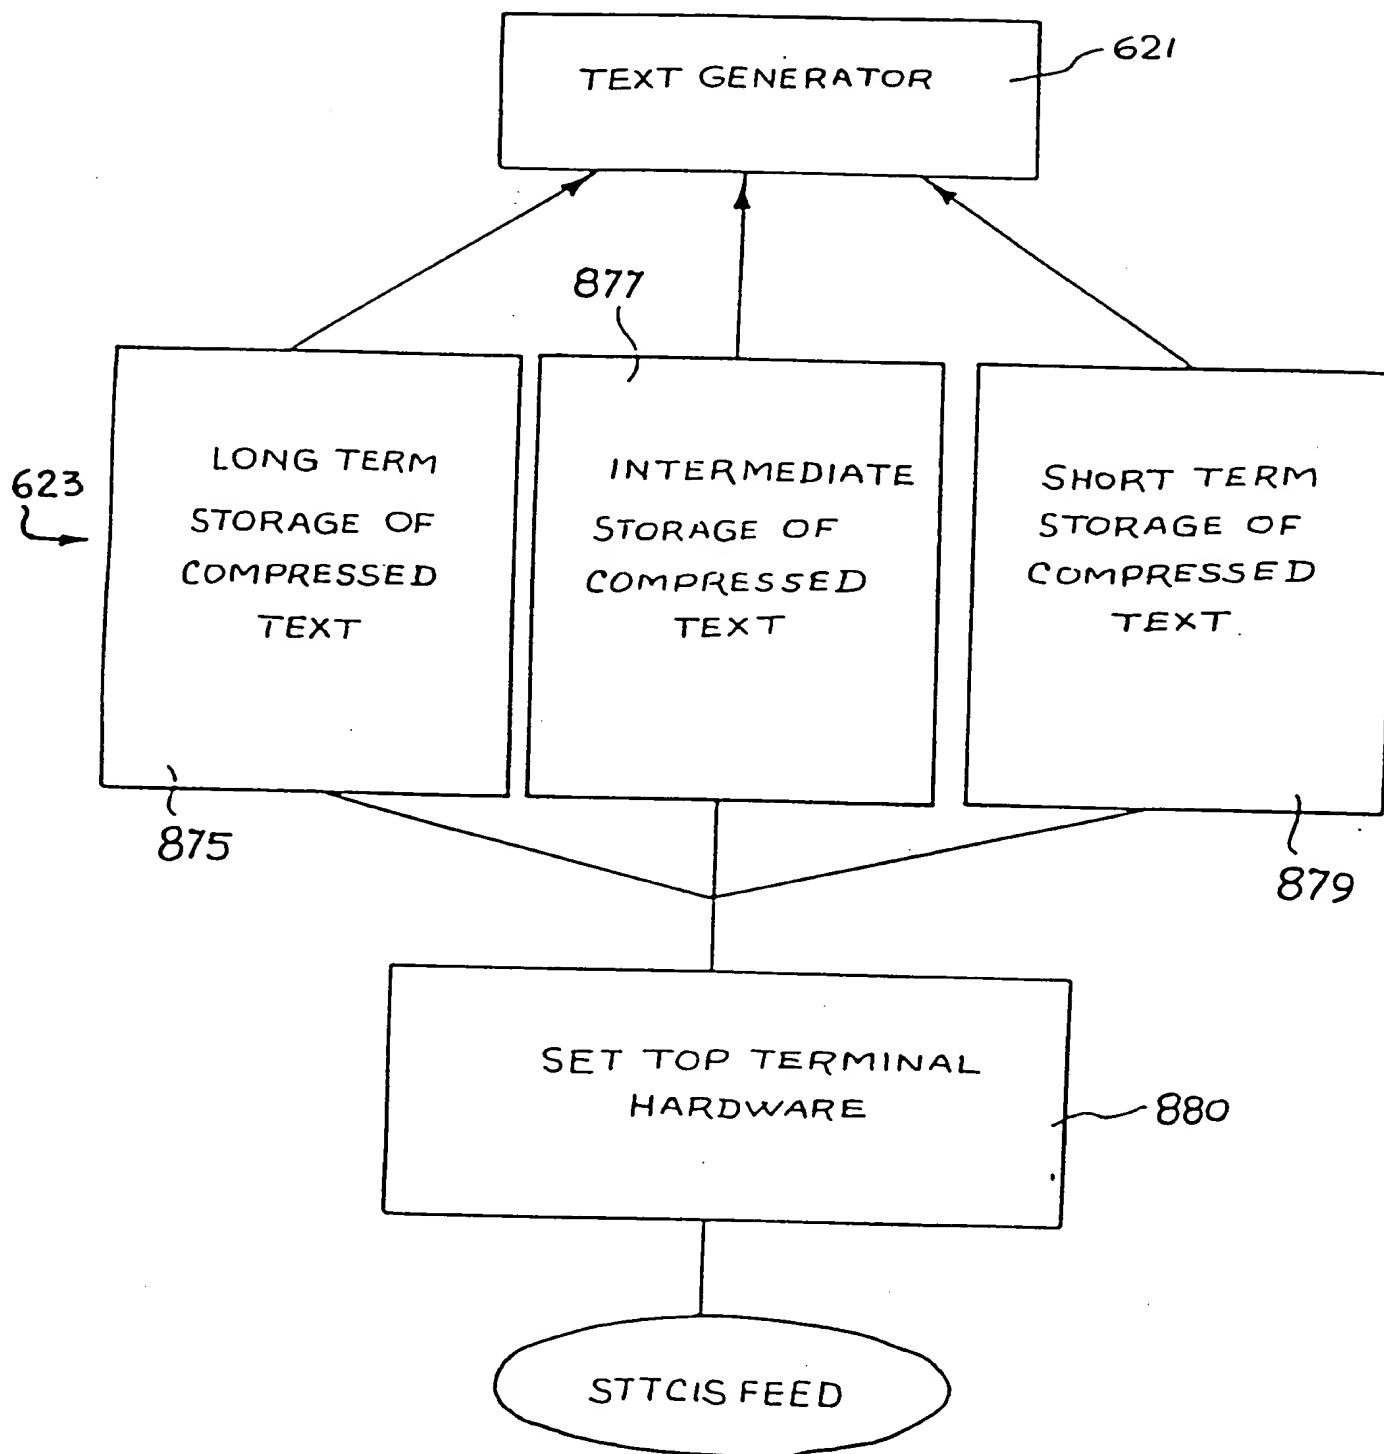 TEXT GENERATOR
621
877
623
LONG TERM
STORAGE OF
COMPRESSED
TEXT
INTERMEDIATE
STORAGE OF
COMPRESSED
TEXT
SHORT TERM
STORAGE OF
COMPRESSED
TEXT
875
879
SET TOP TERMINAL
HARDWARE
880
STTCIS FEED